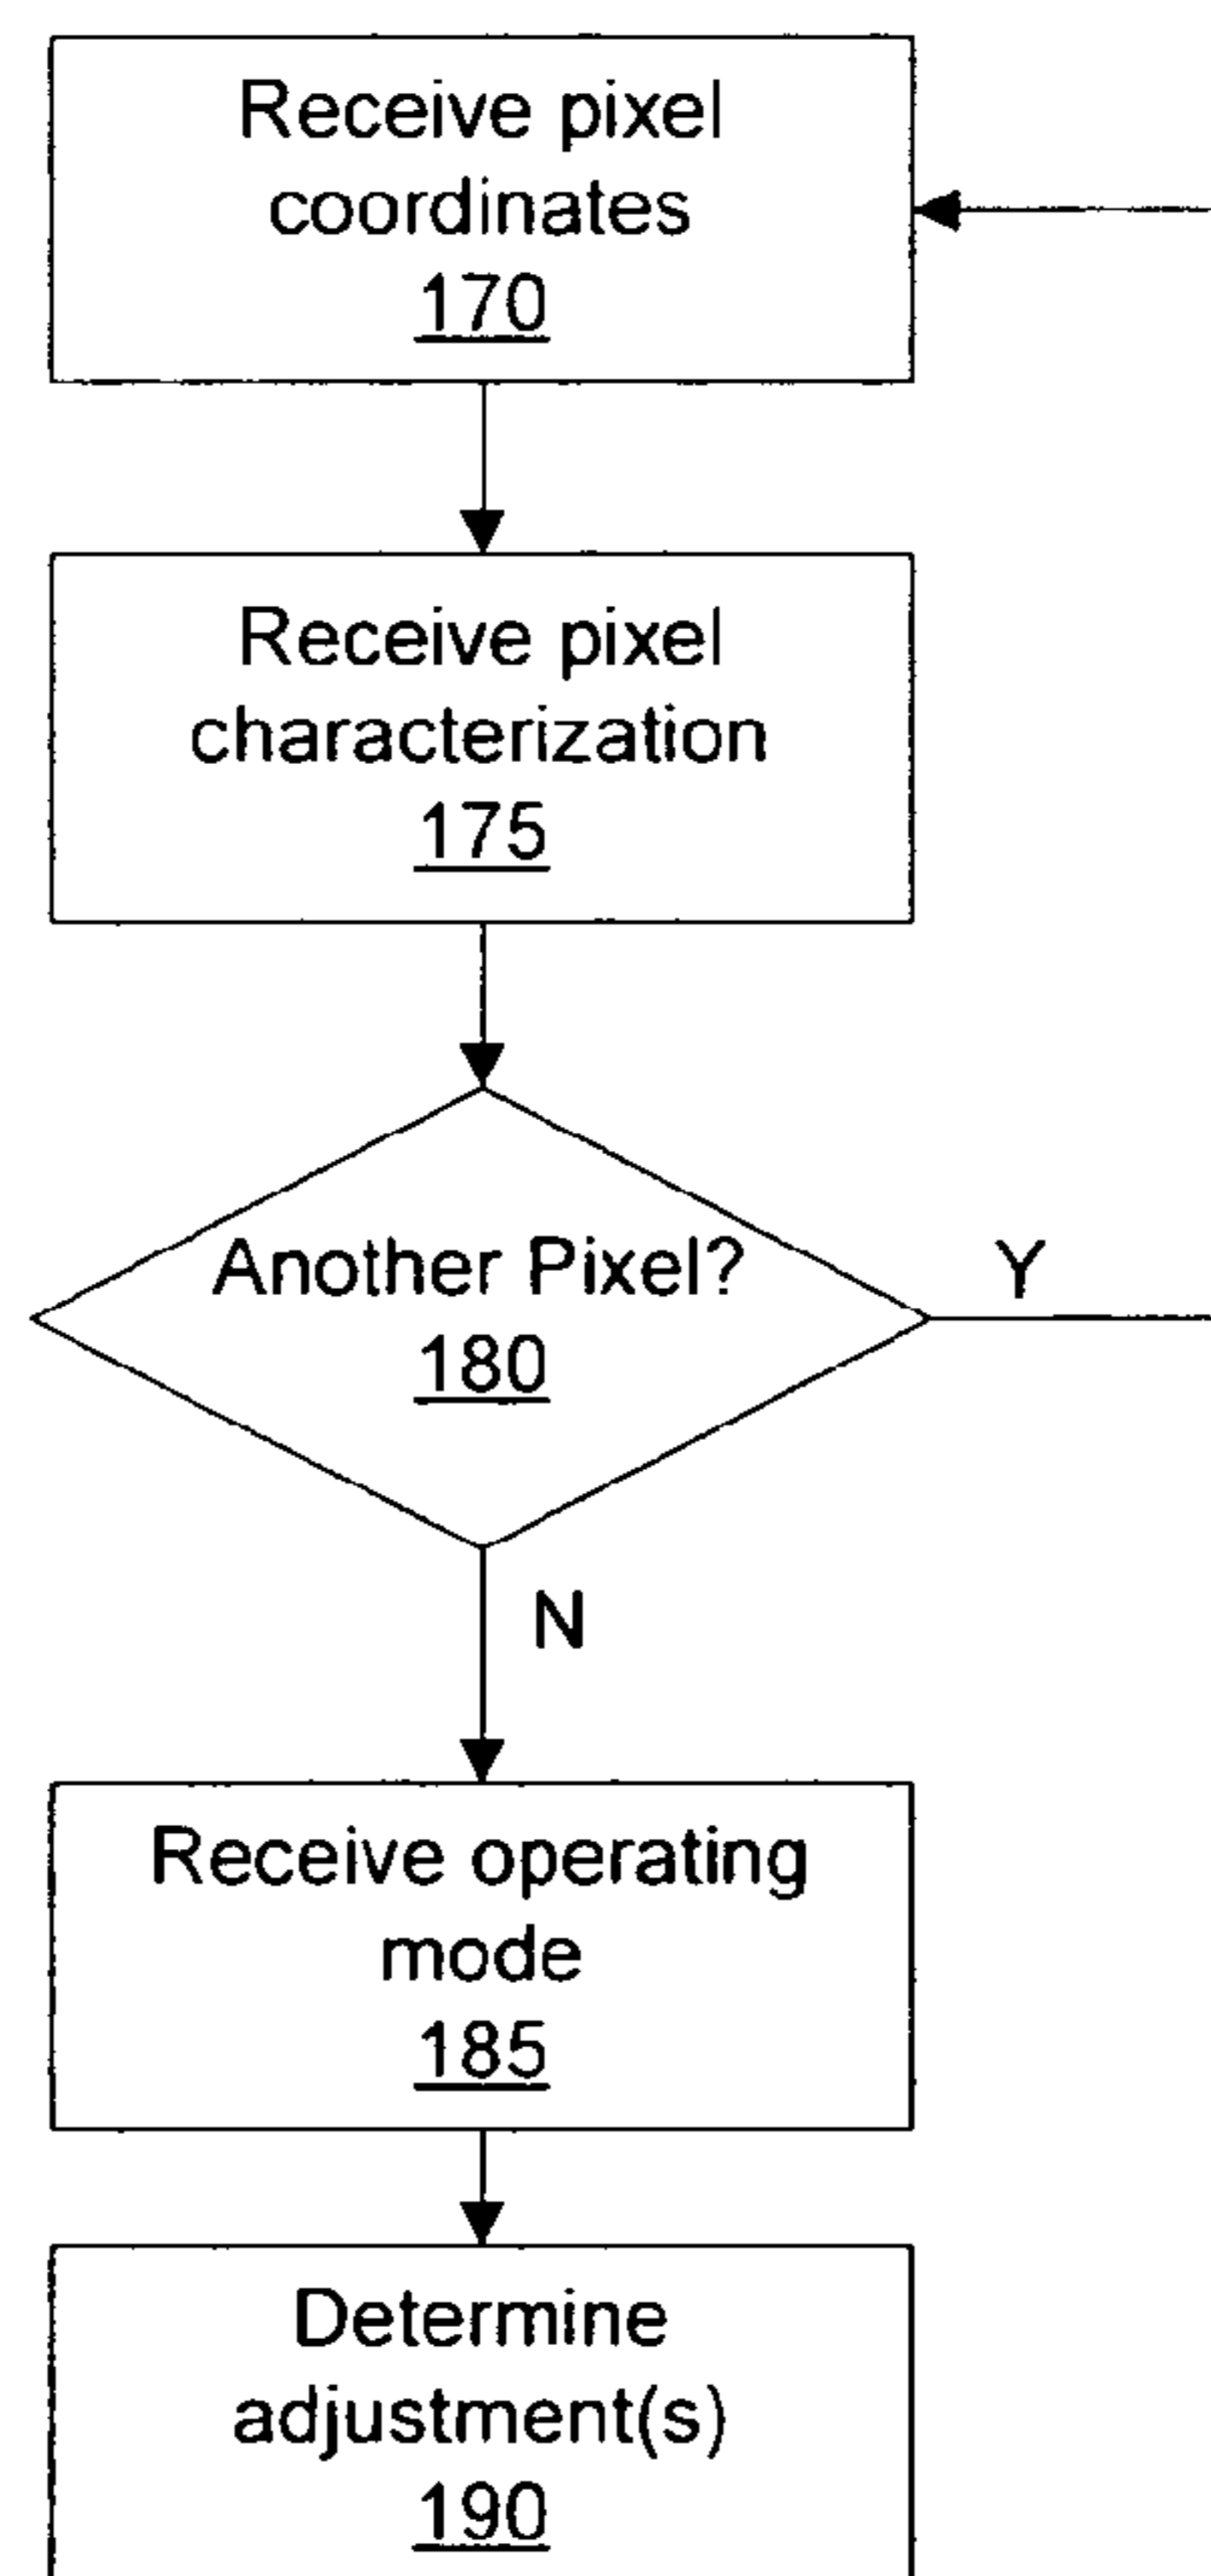 Receive pixel
coordinates
170
Receive pixel
characterization
175
Another Pixel?
180
Y
N
Receive operating
mode
185
Determine
adjustment(s)
190